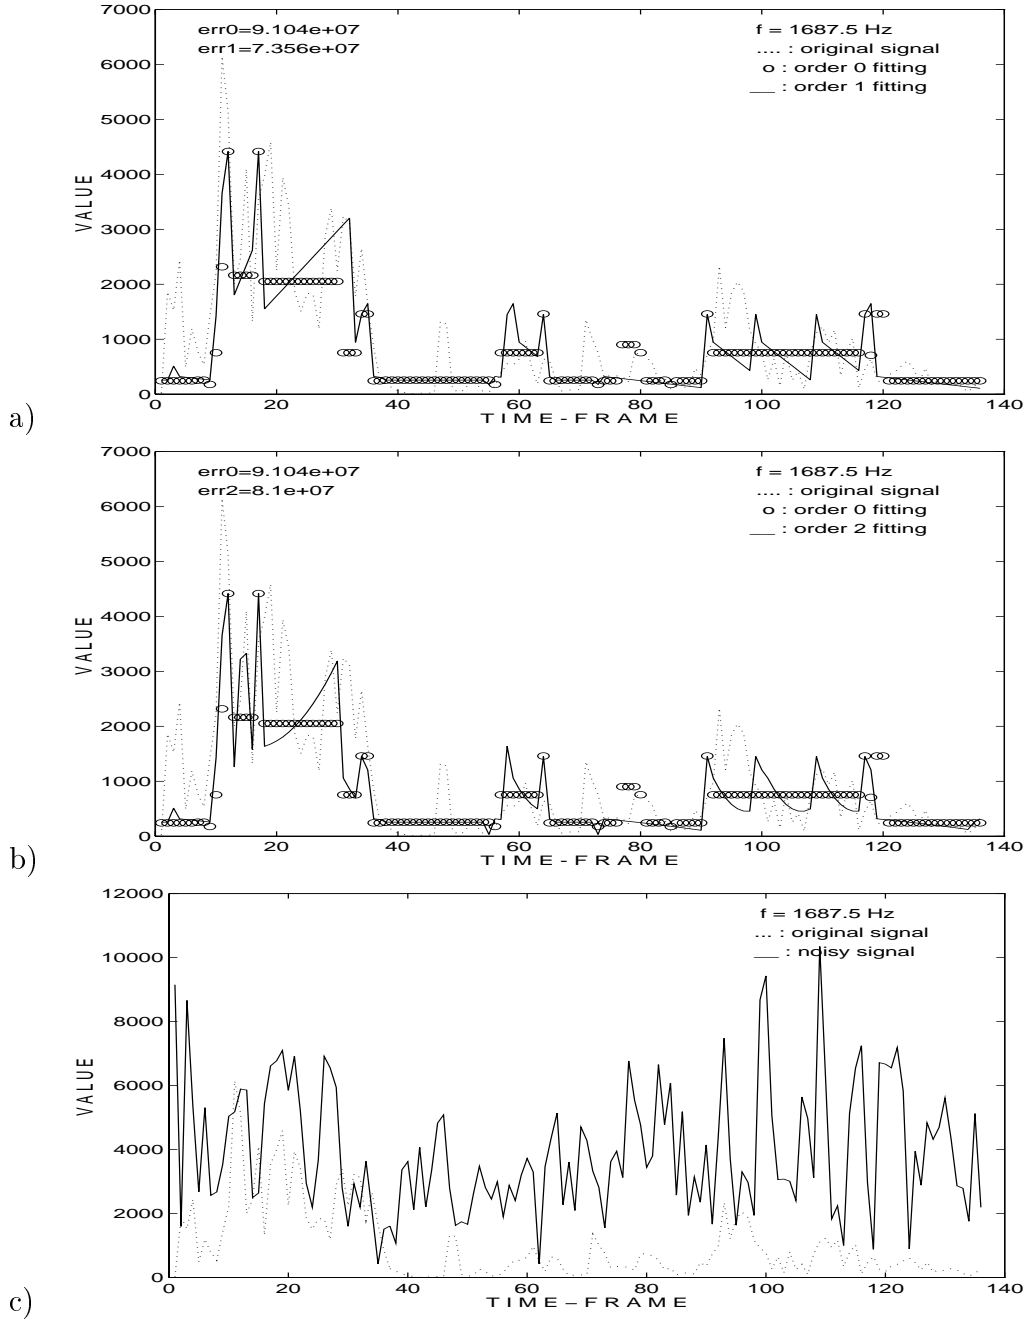 7000
6000
5000
4000
3000
2000
1000
0
VALUE
err0=9.104e+07
err1=7.356e+07
f = 1687.5 Hz
.... : original signal
o : order 0 fitting
__ : order 1 fitting
0 20 40 60 80 100 120 140
TIME-FRAME
a)
7000
6000
5000
4000
3000
2000
1000
0
VALUE
err0=9.104e+07
err2=8.1e+07
f = 1687.5 Hz
.... : original signal
o : order 0 fitting
__ : order 2 fitting
0 20 40 60 80 100 120 140
TIME-FRAME
b)
12000
10000
8000
6000
4000
2000
0
VALUE
f = 1687.5 Hz
... : original signal
__ : noisy signal
0 20 40 60 80 100 120 140
TIME-FRAME
c)